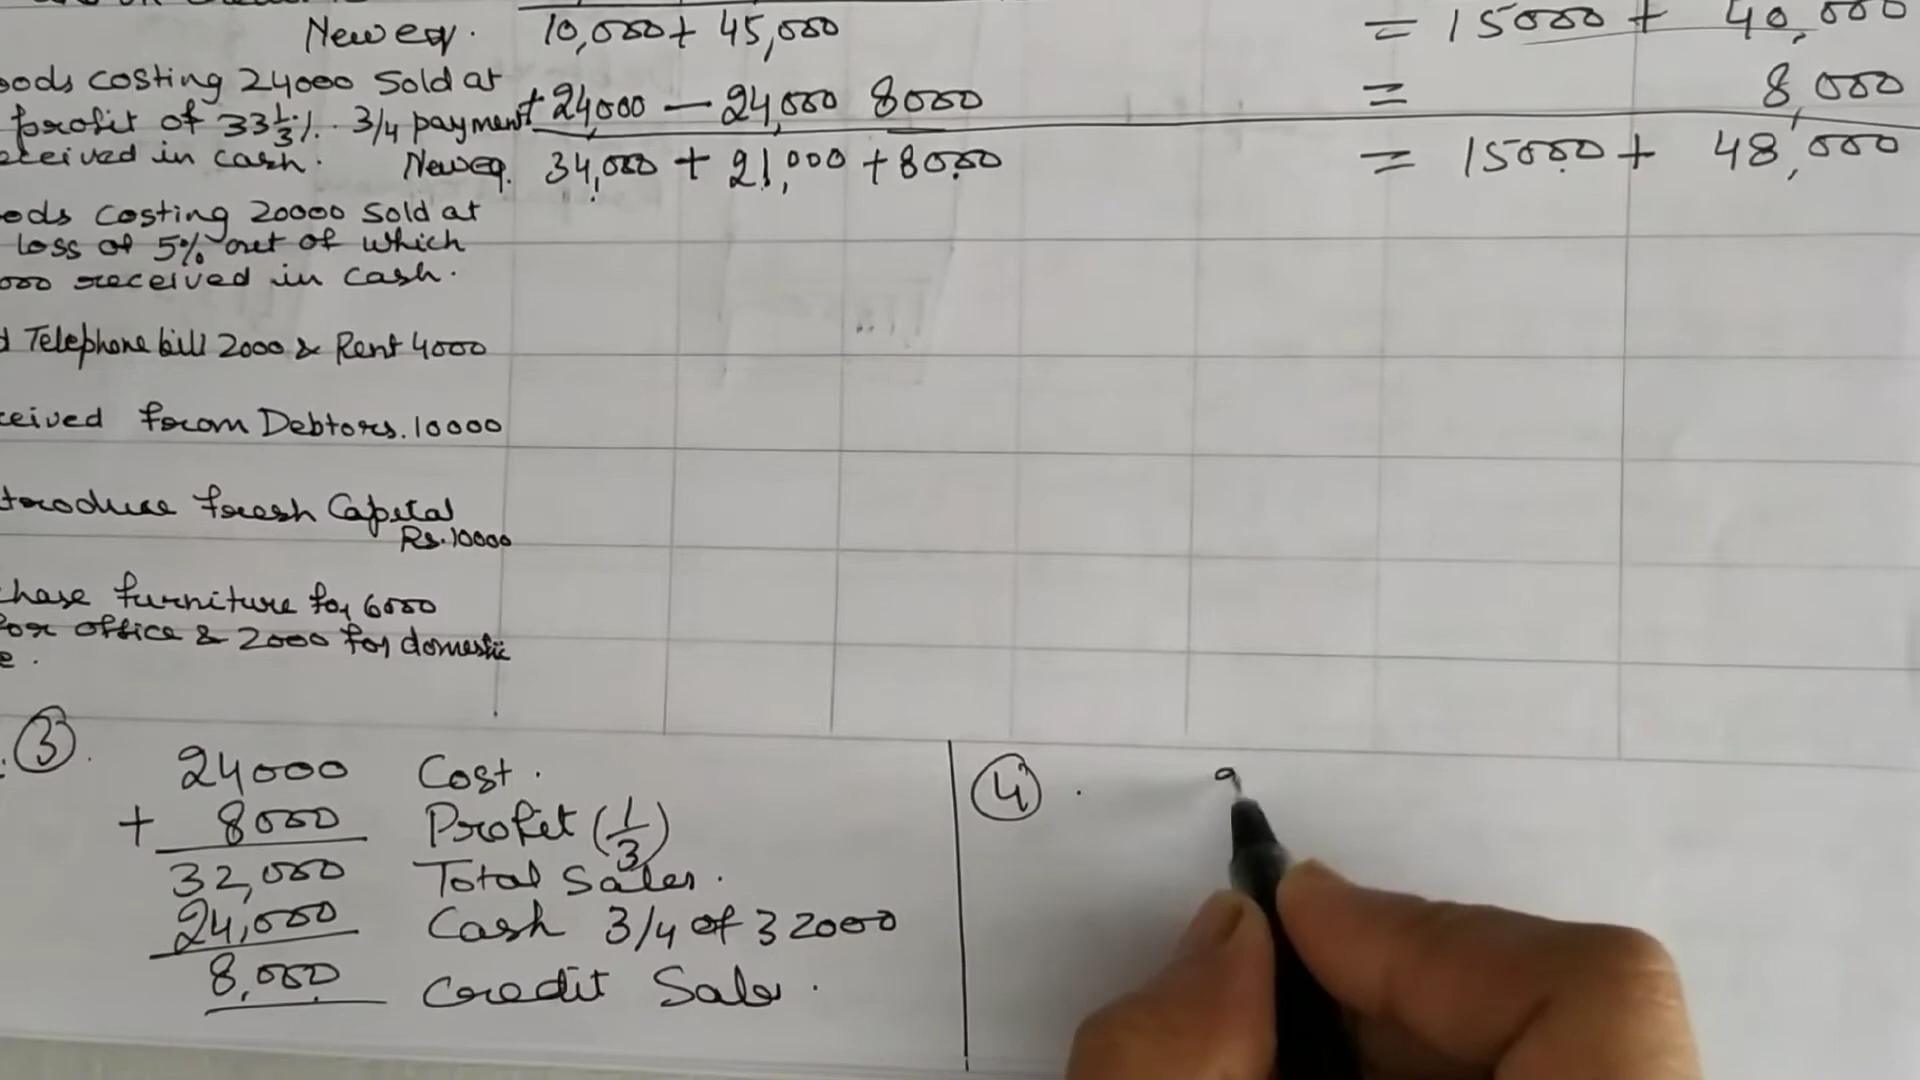 New eq. 10,000 + 45,000 = 15000 + 40,000
oods costing 24000 Sold at
profit of 33 1/3 %. 3/4 payment + 24000 — 24,000 8000 = 8,000
eceived in cash. New eq. 34,000 + 21,000 + 8000 = 15000 + 48,000
ods costing 20000 sold at
loss of 5% out of which
000 received in cash.
d Telephone bill 2000 & Rent 4000
ceived from Debtors. 10000
troduce fresh Capital
Rs. 10000
chase furniture for 6000
for office & 2000 for domestic
e.
③ 24000 Cost.
+ 8000 Profit (1/3)
32,000 Total Sales.
24,000 Cash 3/4 of 32000
8,000 Credit Sales.
④